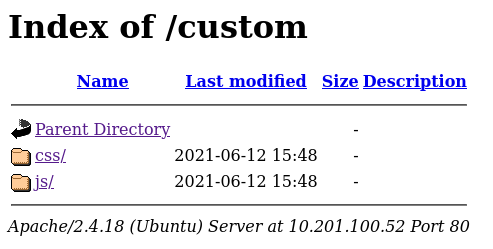 Index of /custom
Name Last modified Size Description
Parent Directory -
css/ 2021-06-12 15:48 -
js/ 2021-06-12 15:48 -
Apache/2.4.18 (Ubuntu) Server at 10.201.100.52 Port 80